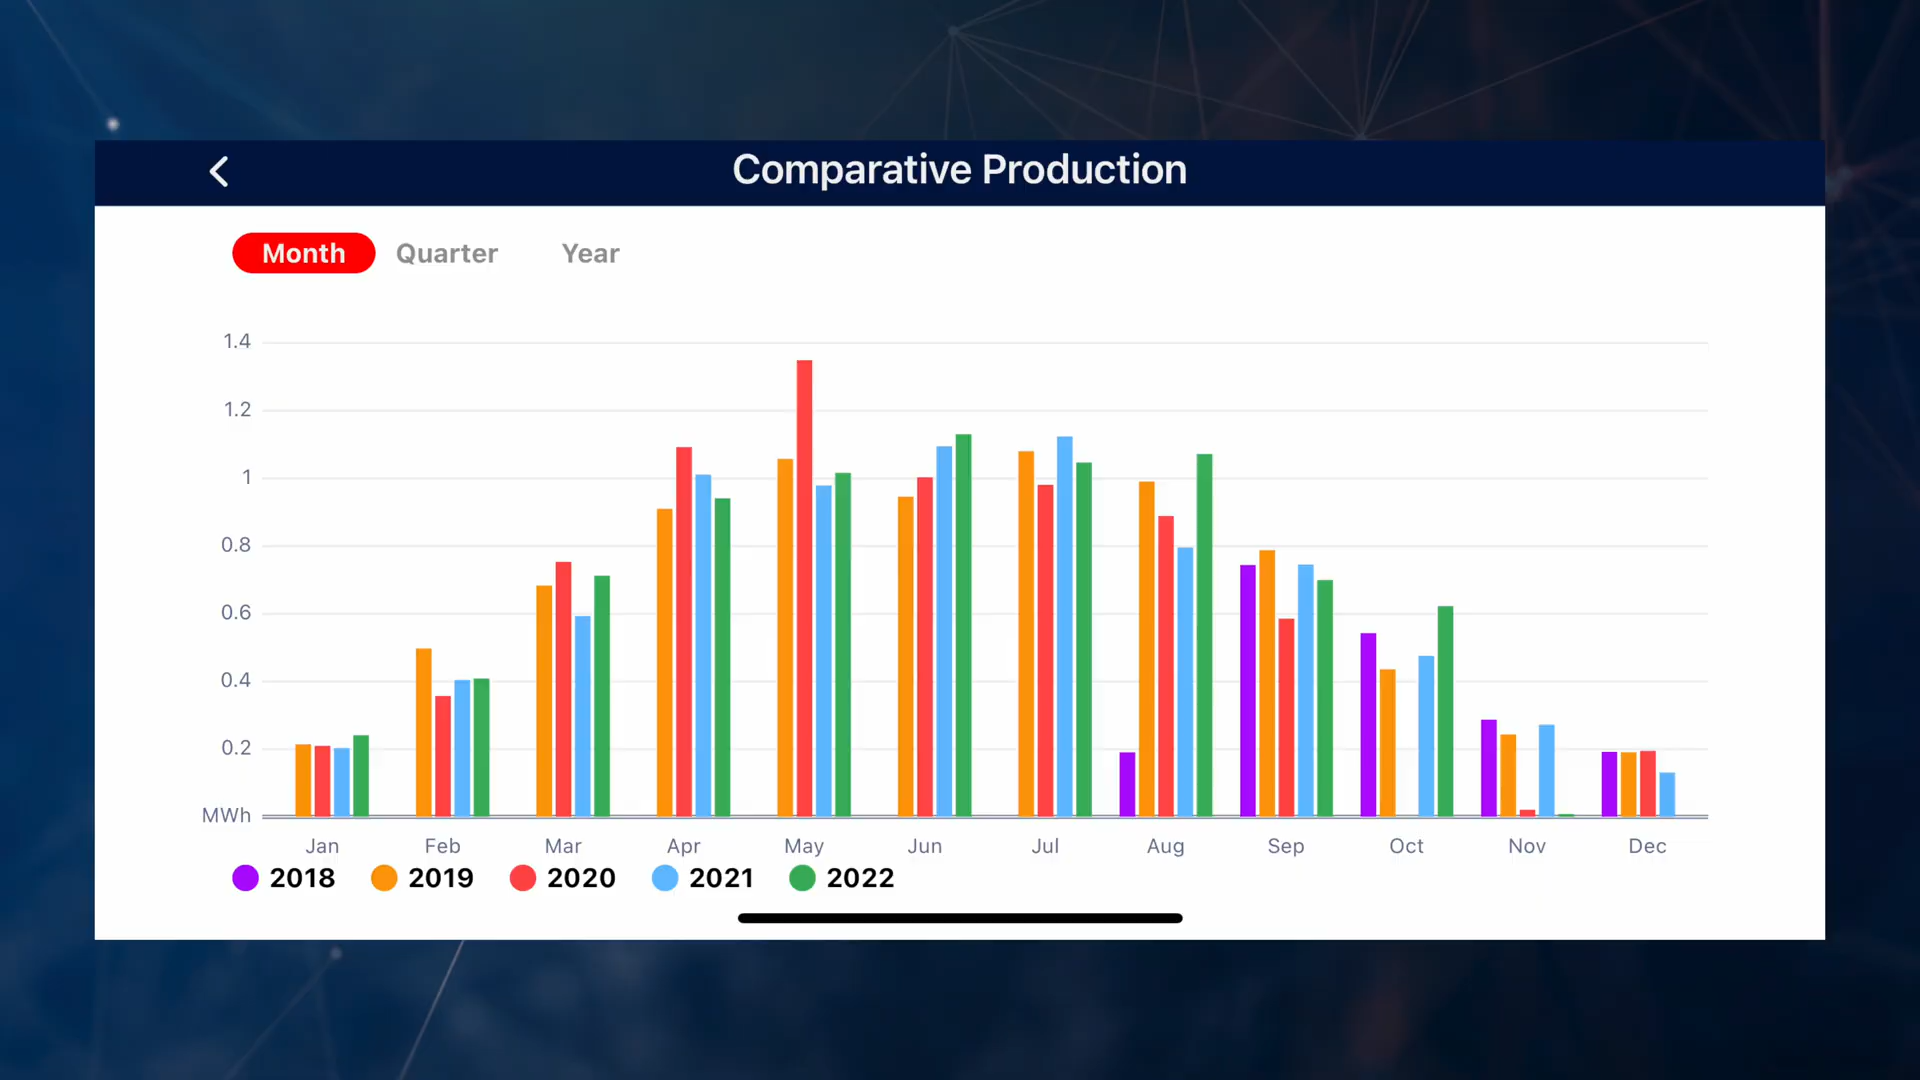 Comparative Production
Month Quarter Year
1.4
1.2
1
0.8
0.6
0.4
0.2
MWh
Jan Feb Mar Apr May Jun Jul Aug Sep Oct Nov Dec
2018 2019 2020 2021 2022